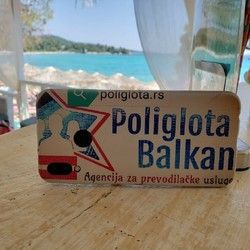 poliglota.rs
Poliglota
Balkan
Agencija za prevodilačke usluge